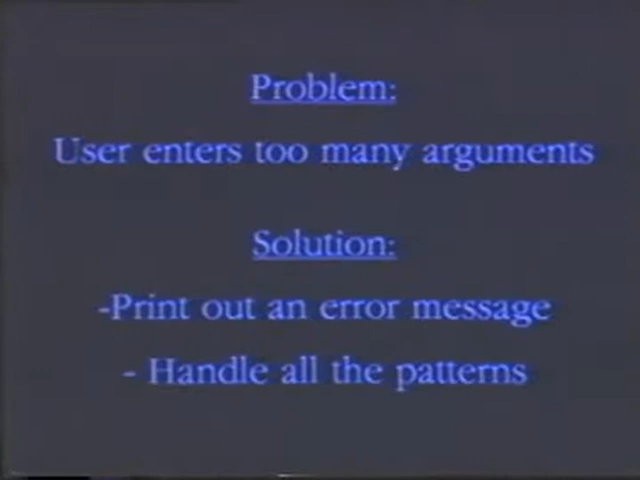 Problem:
User enters too many arguments
Solution:
-Print out an error message
- Handle all the patterns